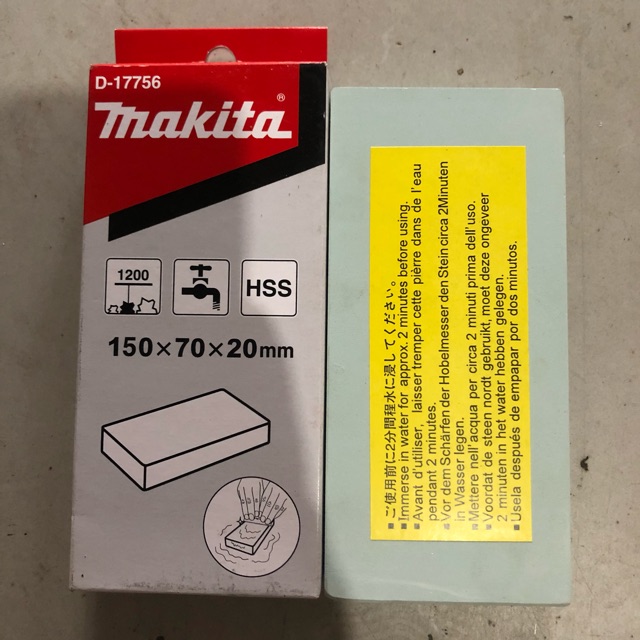 D-17756
makita®
1200
HSS
150×70×20mm
■ご使用前に2分間程水に浸してください。
■Immerse in water for approx. 2 minutes before using.
■Avant d'utiliser, laisser tremper cette pièrre dans de l'eau
pendant 2 minutes.
■Vor dem Schärfen der Hobelmesser den Stein circa 2Minuten
in Wasser legen.
■Mettere nell'acqua per circa 2 minuti prima dell'uso.
■Voordat de steen nordt gebruikt, moet deze ongeveer
2 minuten in het water hebben gelegen.
■Usela después de empapar por dos minutos.